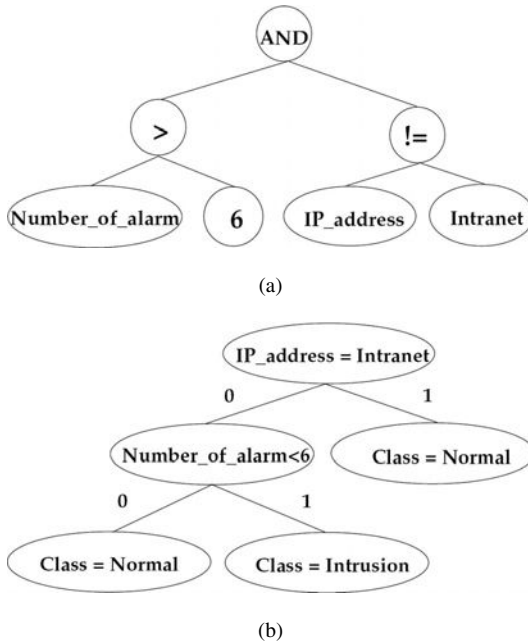 AND
> !=
Number_of_alarm 6 IP_address Intranet
(a)
IP_address = Intranet
0 1
Number_of_alarm<6 Class = Normal
0 1
Class = Normal Class = Intrusion
(b)